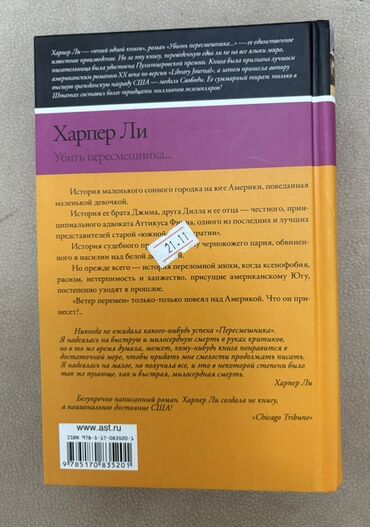 Харпер Ли — «гений одной книги», роман «Убить пересмешника...» — ее единственное
известное произведение. Но за эту книгу, переведенную едва ли не на все языки мира,
писательница была удостоена Пулитцеровской премии. Книга была признана лучшим
американским романом XX века по версии «Library Journal», а затем принесла автору
высшую гражданскую награду США — медаль Свободы. Ее суммарный тираж только в
Штатах составил более тридцати миллионов экземпляров!
Харпер Ли
Убить пересмешника...
История маленького сонного городка на юге Америки, поведанная
маленькой девочкой.
История ее брата Джима, друга Дилла и ее отца — честного, прин-
ципиального адвоката Аттикуса Финча, одного из последних и лучших
представителей старой «южной
История судебного чернокожего парня, обвинен-
ного в насилии над белой
Но прежде всего — история переломной эпохи, когда ксенофобия,
расизм, нетерпимость и ханжество, присущие американскому Югу,
постепенно уходят в прошлое.
«Ветер перемен» только-только повеял над Америкой. Что он при-
несет?..
21.11
Никогда не ожидала какого-нибудь успеха «Пересмешника».
Я надеялась на быструю и милосердную смерть в руках критиков,
но в то же время думала, может, кому-нибудь книга понравится в
достаточной мере, чтобы придать мне смелости продолжать писать.
Я надеялась на малое, но получила все, и это в некоторой степени было
так же пугающе, как и быстрая, милосердная смерть.
Харпер Ли
Безупречно написанный роман. Харпер Ли создала не книгу,
а национальное достояние США!
«Chicago Tribune»
www.ast.ru
ISBN 978-5-17-083520-1
9 785170 835201